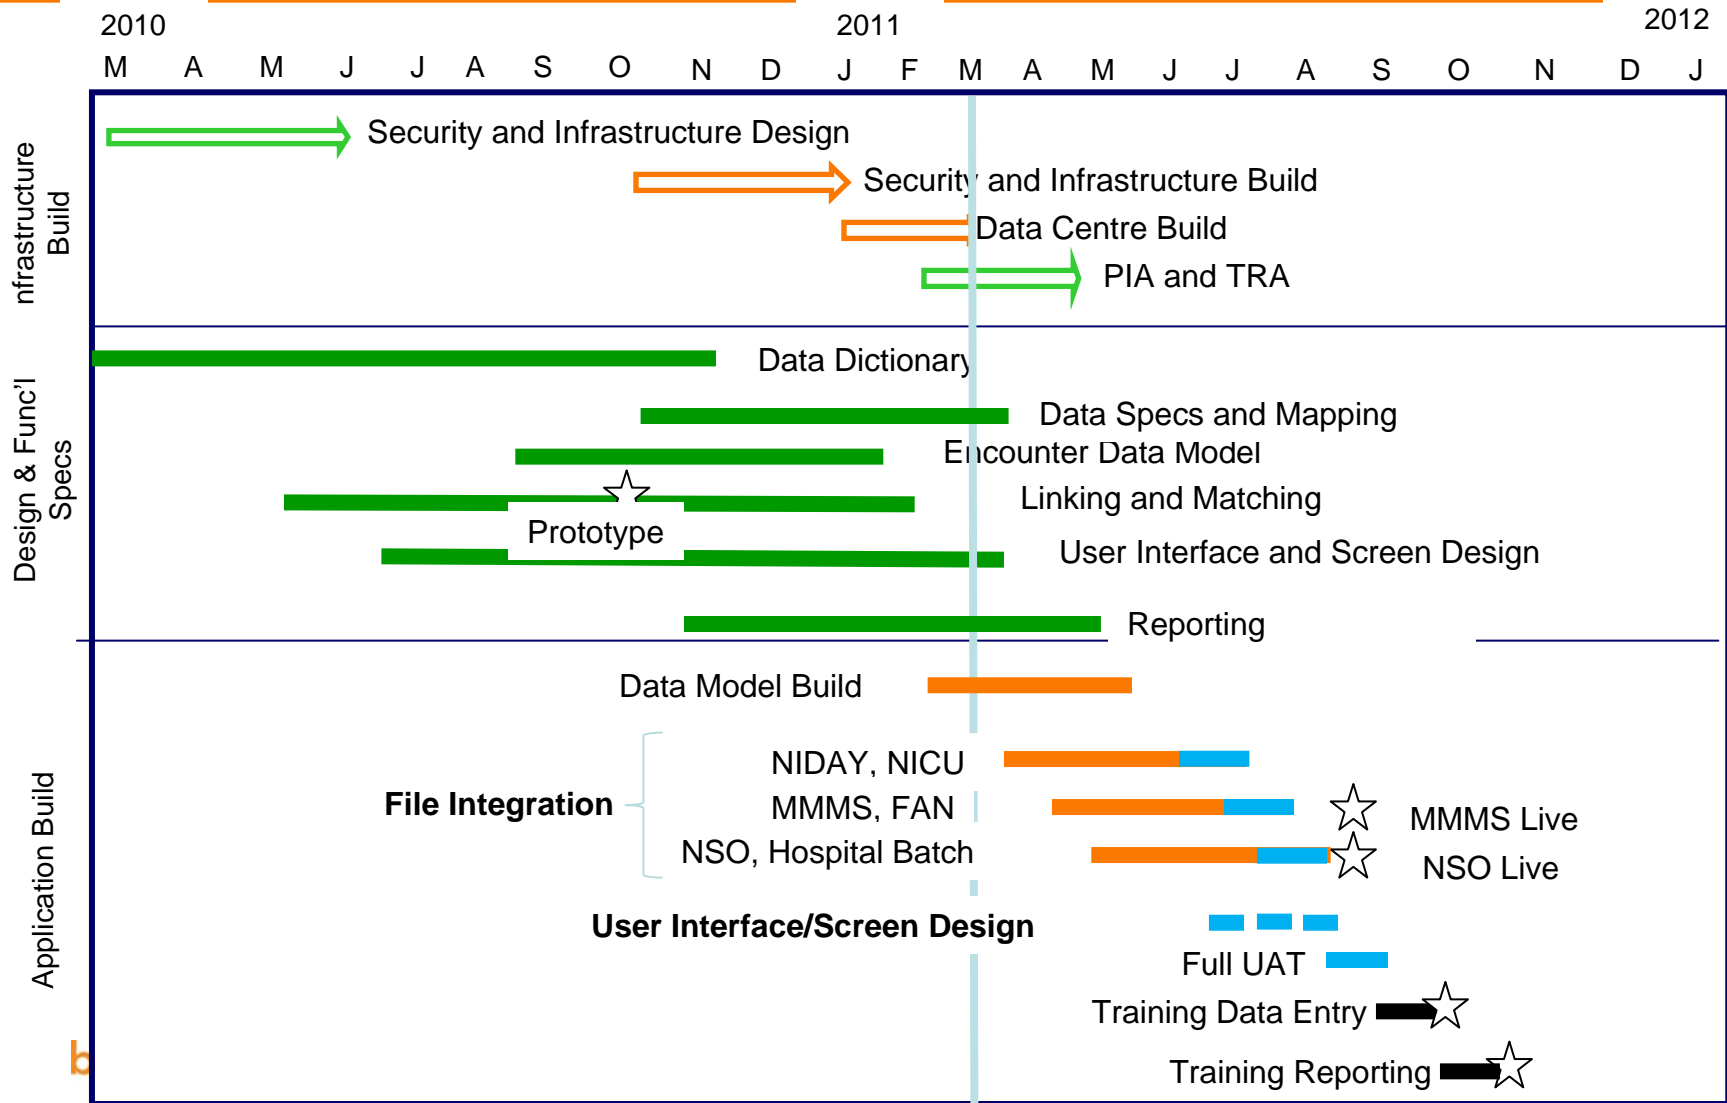 2010 2011 2012
M A M J J A S O N D J F M A M J J A S O N D J
nfrastructure
Build
Security and Infrastructure Design
Security and Infrastructure Build
Data Centre Build
PIA and TRA
Design & Func'l
Specs
Data Dictionary
Data Specs and Mapping
Encounter Data Model
Linking and Matching
Prototype
User Interface and Screen Design
Reporting
Application Build
Data Model Build
File Integration
NIDAY, NICU
MMMS, FAN
MMMS Live
NSO, Hospital Batch
NSO Live
User Interface/Screen Design
Full UAT
Training Data Entry
b
Training Reporting